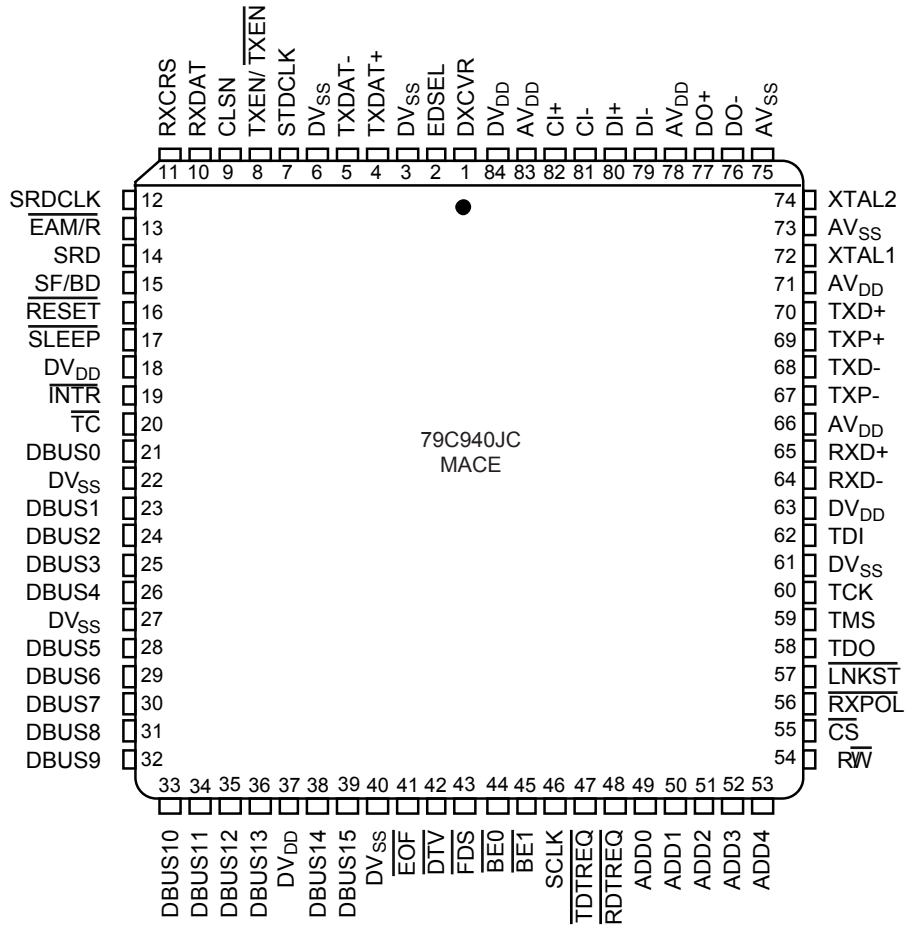 RXCRS
RXDAT
CLSN
TXEN/ TXEN
STDCLK
DVSS
TXDAT-
TXDAT+
DVSS
EDSEL
DXCVR
DVDD
AVDD
CI+
CI-
DI+
DI-
AVDD
DO+
DO-
AVSS
11 10 9 8 7 6 5 4 3 2 1 84 83 82 81 80 79 78 77 76 75
SRDCLK 12
EAM/R 13
SRD 14
SF/BD 15
RESET 16
SLEEP 17
DVDD 18
INTR 19
TC 20
DBUS0 21
DVSS 22
DBUS1 23
DBUS2 24
DBUS3 25
DBUS4 26
DVSS 27
DBUS5 28
DBUS6 29
DBUS7 30
DBUS8 31
DBUS9 32
79C940JC
MACE
74 XTAL2
73 AVSS
72 XTAL1
71 AVDD
70 TXD+
69 TXP+
68 TXD-
67 TXP-
66 AVDD
65 RXD+
64 RXD-
63 DVDD
62 TDI
61 DVSS
60 TCK
59 TMS
58 TDO
57 LNKST
56 RXPOL
55 CS
54 RW
33 34 35 36 37 38 39 40 41 42 43 44 45 46 47 48 49 50 51 52 53
DBUS10
DBUS11
DBUS12
DBUS13
DVDD
DBUS14
DBUS15
DVSS
EOF
DTV
FDS
BE0
BE1
SCLK
TDTREQ
RDTREQ
ADD0
ADD1
ADD2
ADD3
ADD4